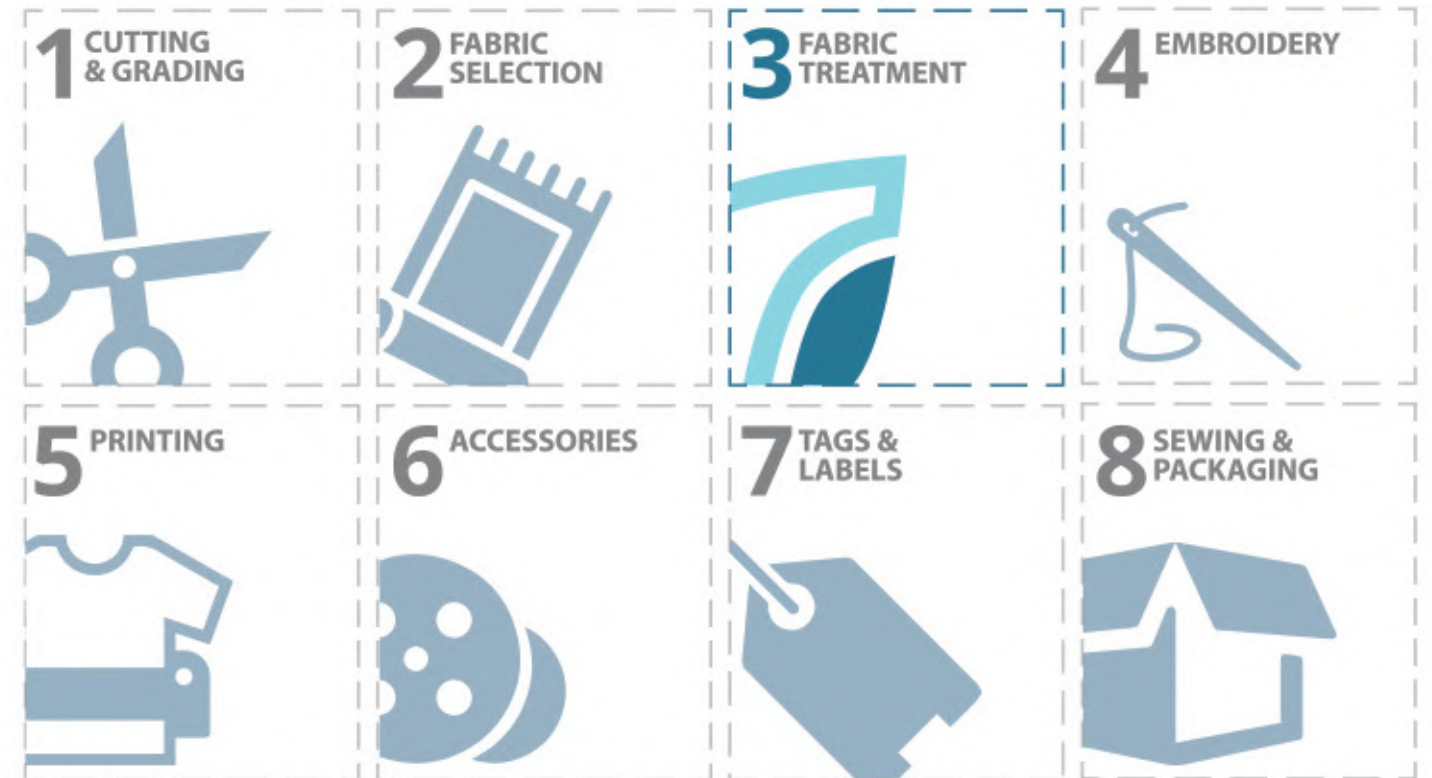 1 CUTTING
& GRADING
2 FABRIC
SELECTION
3 FABRIC
TREATMENT
4 EMBROIDERY
5 PRINTING
6 ACCESSORIES
7 TAGS &
LABELS
8 SEWING &
PACKAGING